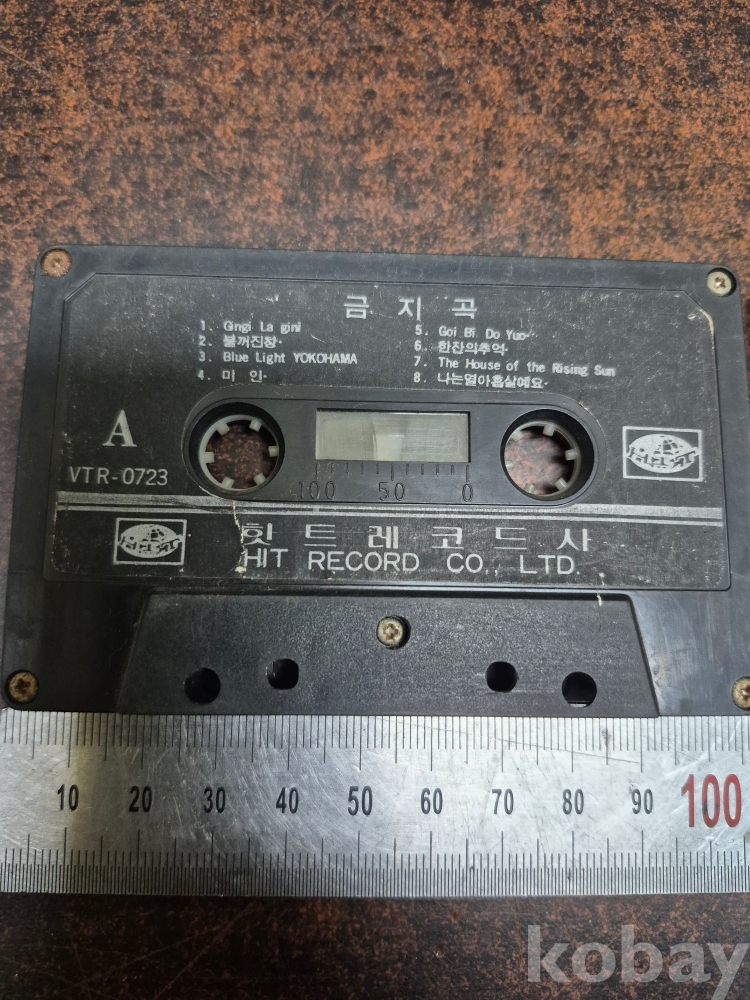 금지곡
1. Gingi La gini
2. 불꺼진창·
3. Blue Light YOKOHAMA
4. 미 인·
5. Goi Bi Do Yuo·
6. 한잔의추억·
7. The House of the Rising Sum
8. 나는열아홉살예요·
A
VTR-0723
100 50 0
힛트레코드사
HIT RECORD CO., LTD.
10 20 30 40 50 60 70 80 90 100
kobay